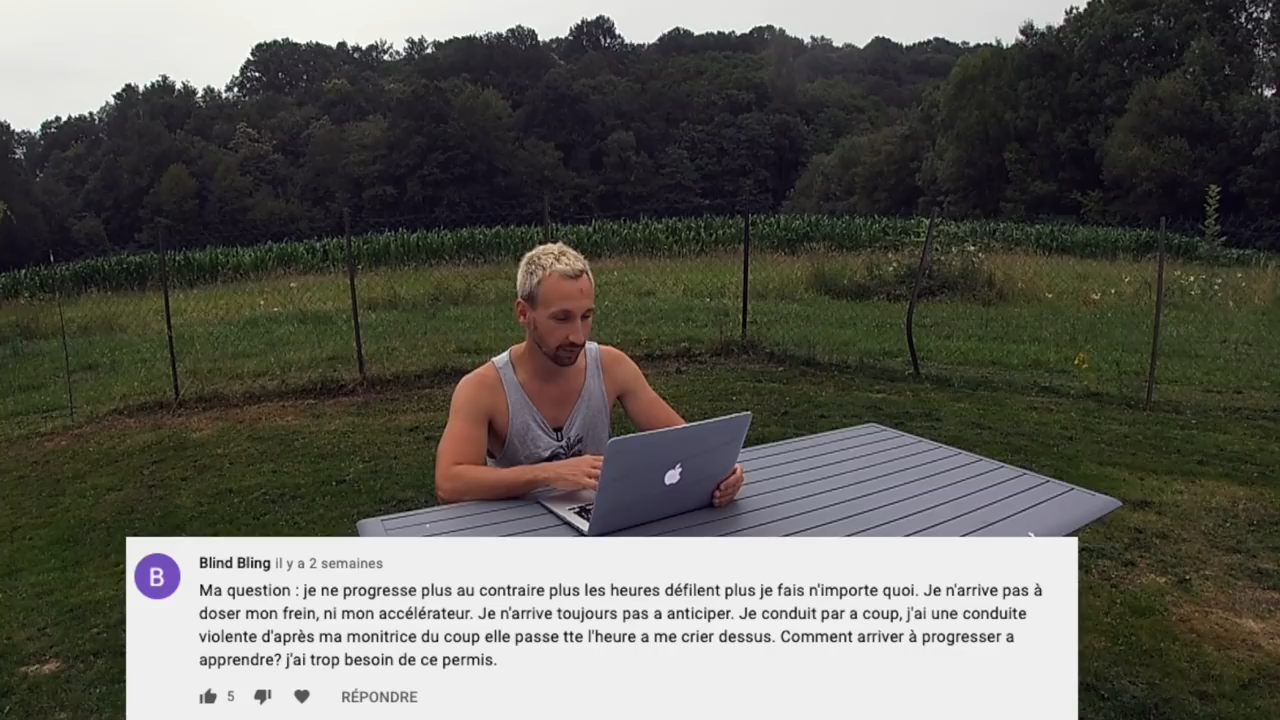 B
Blind Bling il y a 2 semaines
Ma question : je ne progresse plus au contraire plus les heures défilent plus je fais n'importe quoi. Je n'arrive pas à
doser mon frein, ni mon accélérateur. Je n'arrive toujours pas a anticiper. Je conduit par a coup, j'ai une conduite
violente d'après ma monitrice du coup elle passe tte l'heure a me crier dessus. Comment arriver à progresser a
apprendre? j'ai trop besoin de ce permis.
5 RÉPONDRE